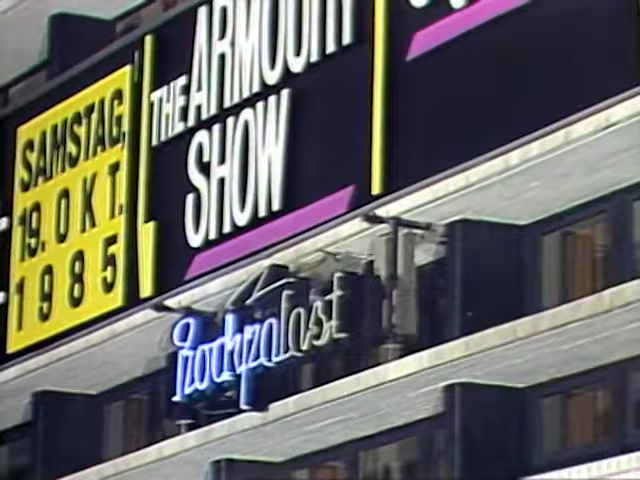 SAMSTAG,
19. OKT.
1985
THE ARMOURY
SHOW
rockpalast